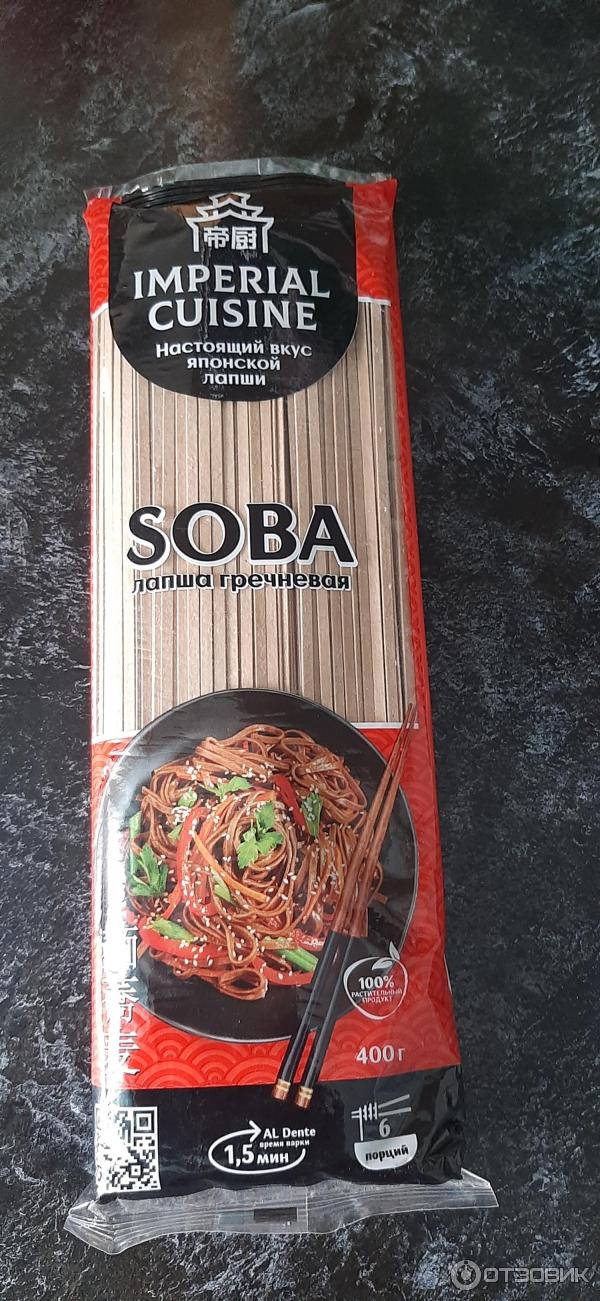 帝厨
IMPERIAL
CUISINE
Настоящий вкус
японской
лапши
SOBA
лапша гречневая
100%
РАСТИТЕЛЬНЫЙ
ПРОДУКТ
400 г
AL Dente
время варки
1,5 мин
6
порций
ОТЗОВИК